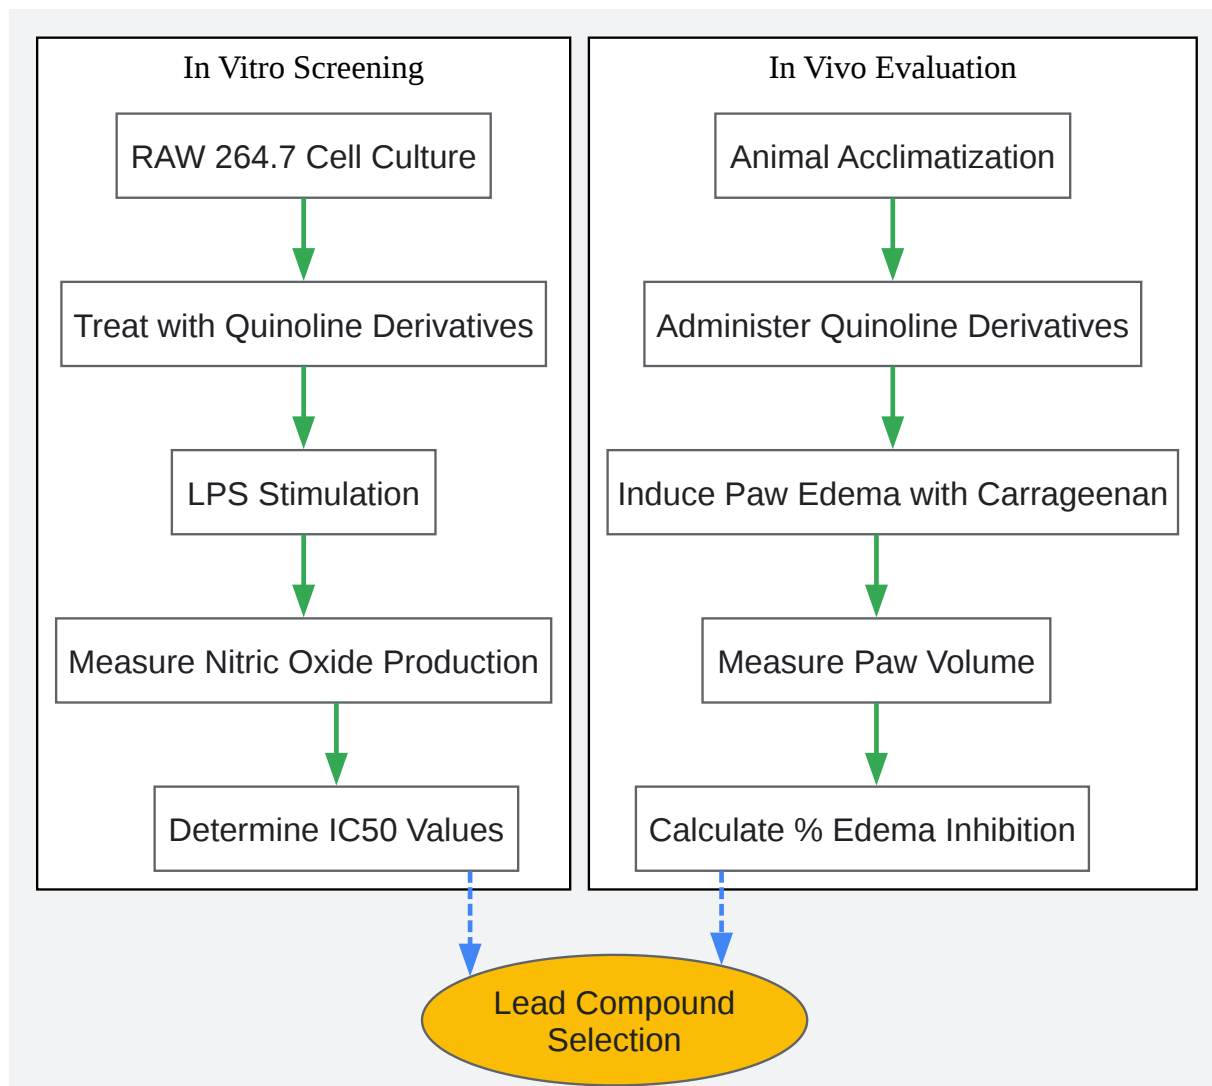 In Vitro Screening
RAW 264.7 Cell Culture
Treat with Quinoline Derivatives
LPS Stimulation
Measure Nitric Oxide Production
Determine IC50 Values
In Vivo Evaluation
Animal Acclimatization
Administer Quinoline Derivatives
Induce Paw Edema with Carrageenan
Measure Paw Volume
Calculate % Edema Inhibition
Lead Compound
Selection